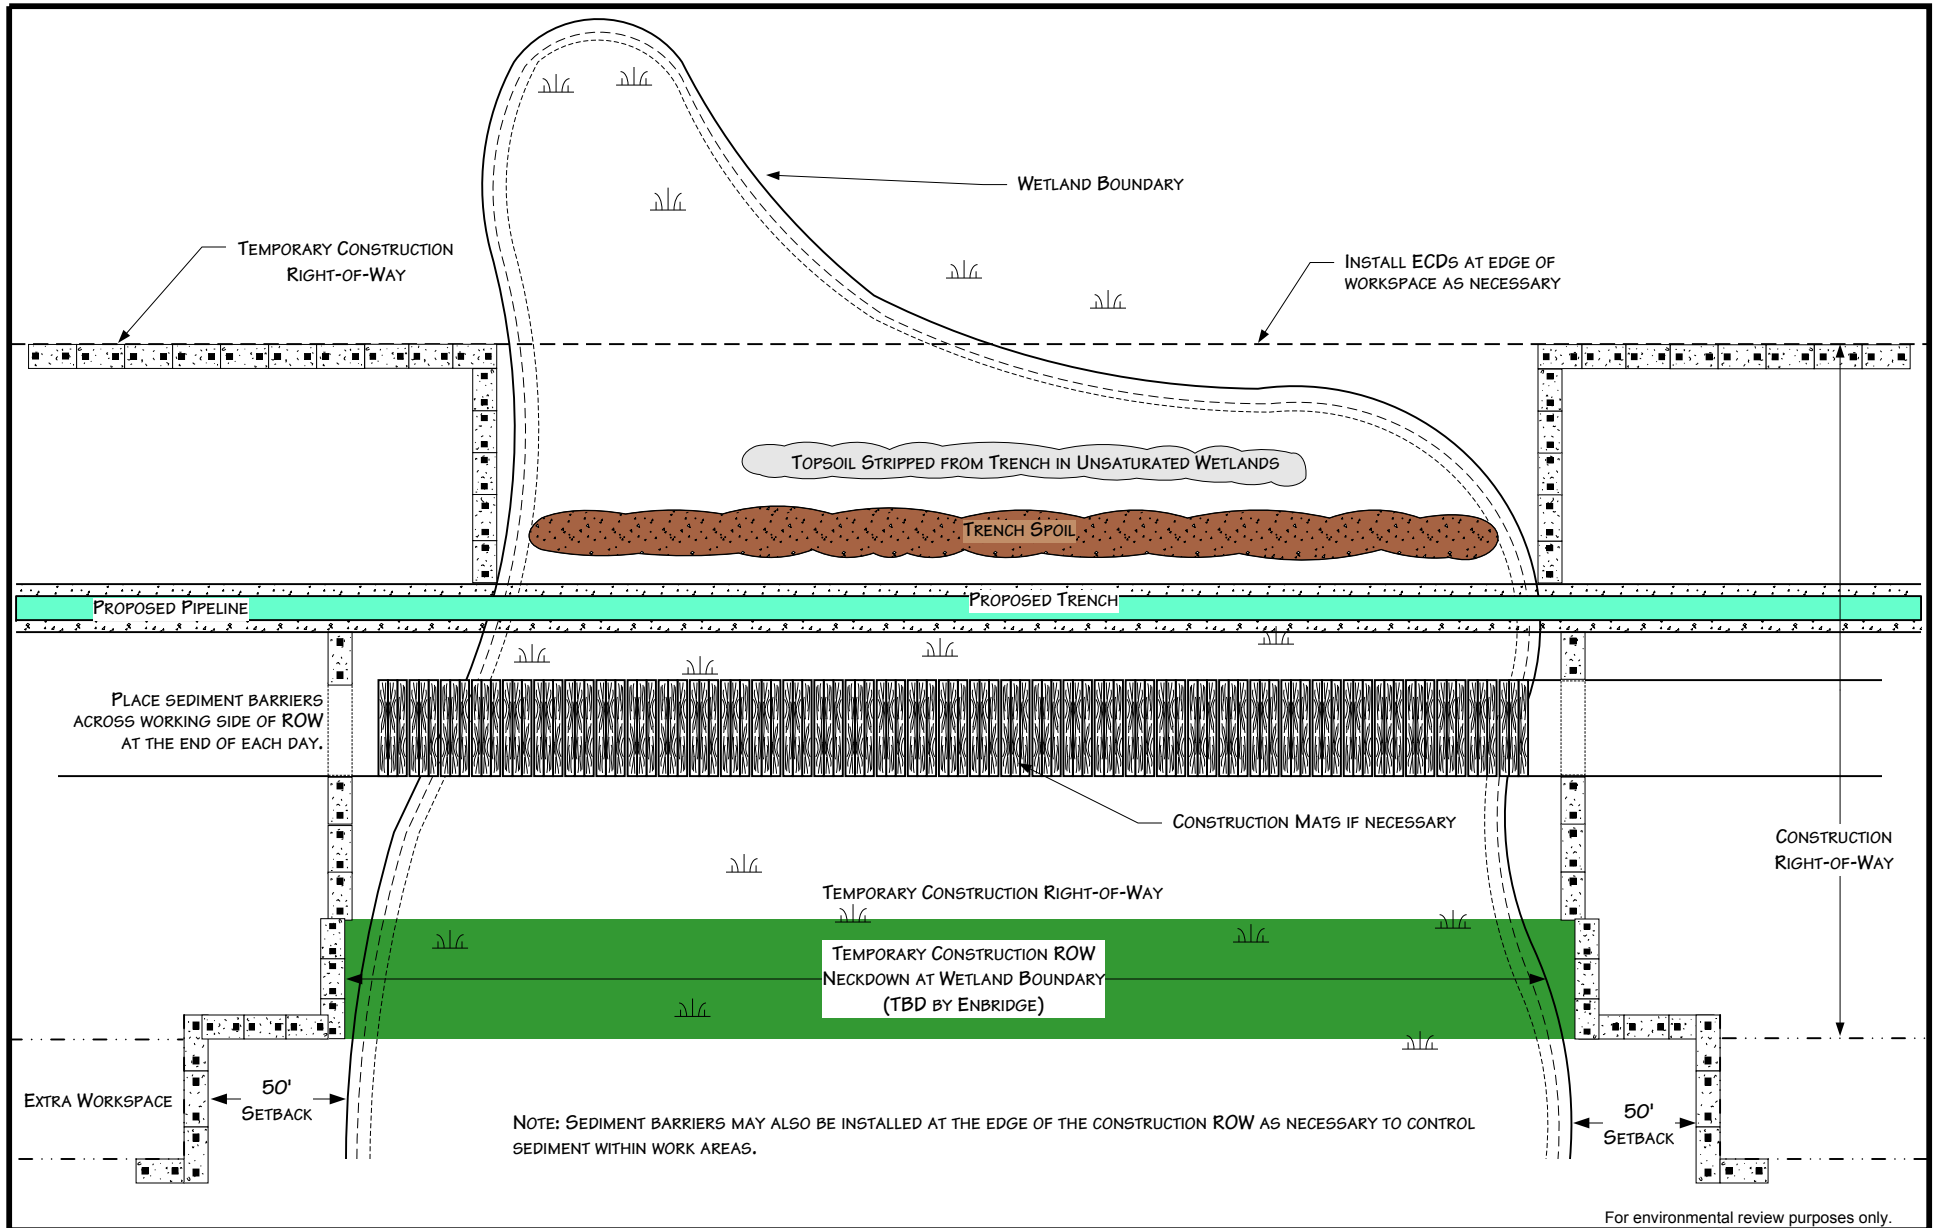 WETLAND BOUNDARY
TEMPORARY CONSTRUCTION
RIGHT-OF-WAY
INSTALL ECDS AT EDGE OF
WORKSPACE AS NECESSARY
TOPSOIL STRIPPED FROM TRENCH IN UNSATURATED WETLANDS
TRENCH SPOIL
PROPOSED PIPELINE
PROPOSED TRENCH
PLACE SEDIMENT BARRIERS
ACROSS WORKING SIDE OF ROW
AT THE END OF EACH DAY.
CONSTRUCTION MATS IF NECESSARY
CONSTRUCTION
RIGHT-OF-WAY
TEMPORARY CONSTRUCTION RIGHT-OF-WAY
TEMPORARY CONSTRUCTION ROW
NECKDOWN AT WETLAND BOUNDARY
(TBD BY ENBRIDGE)
EXTRA WORKSPACE
50'
SETBACK
NOTE: SEDIMENT BARRIERS MAY ALSO BE INSTALLED AT THE EDGE OF THE CONSTRUCTION ROW AS NECESSARY TO CONTROL
SEDIMENT WITHIN WORK AREAS.
50'
SETBACK
For environmental review purposes only.